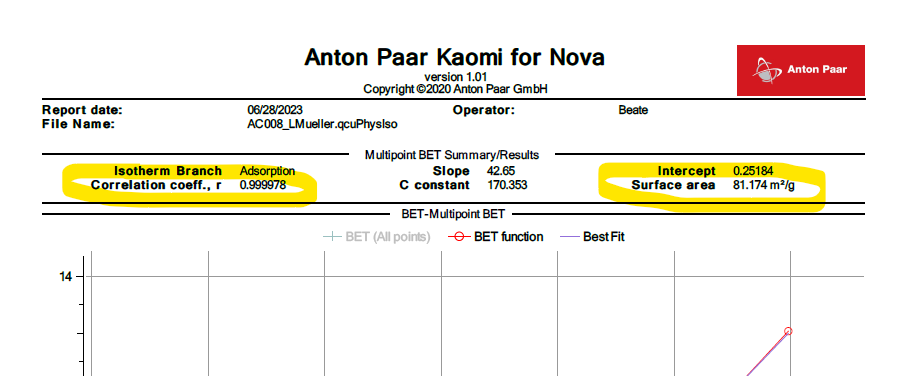 Anton Paar Kaomi for Nova
version 1.01
Copyright ©2020 Anton Paar GmbH
Anton Paar
Report date: 06/28/2023 Operator: Beate
File Name: AC008_LMueller.qcuPhysIso
Multipoint BET Summary/Results
Isotherm Branch Adsorption Slope 42.65 Intercept 0.25184
Correlation coeff., r 0.999978 C constant 170.353 Surface area 81.174 m²/g
BET-Multipoint BET
BET (All points) BET function Best Fit
14